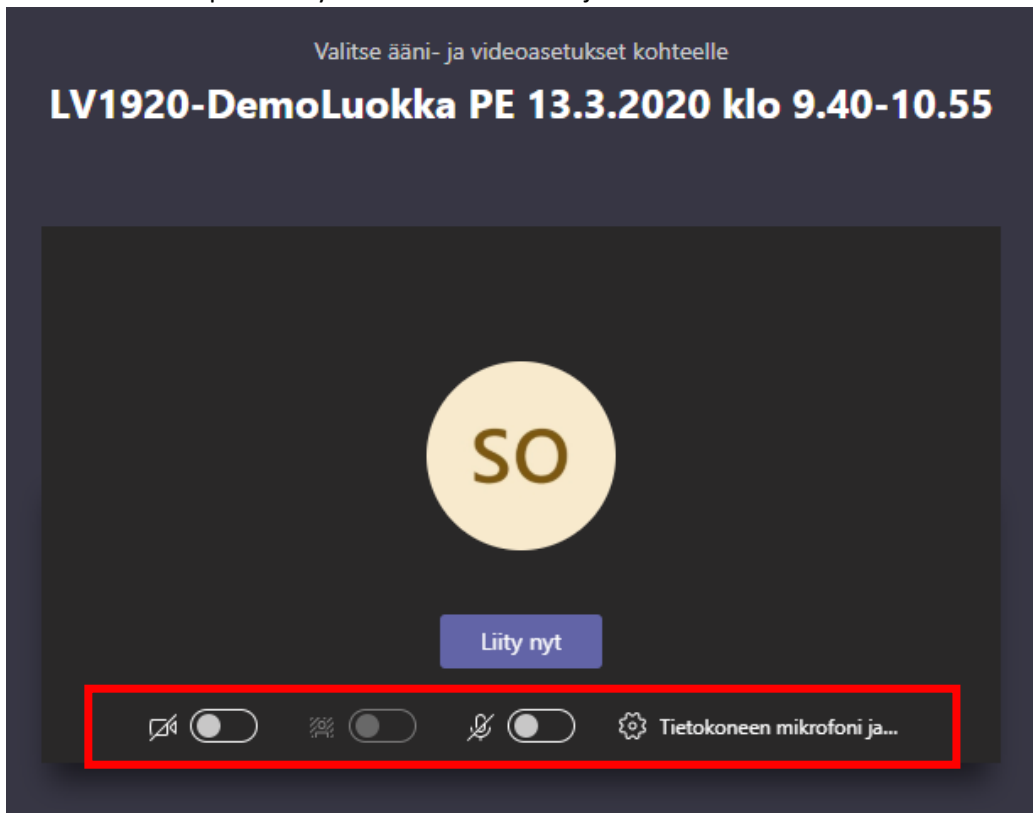 Valitse ääni- ja videoasetukset kohteelle
LV1920-DemoLuokka PE 13.3.2020 klo 9.40-10.55
SO
Liity nyt
Tietokoneen mikrofoni ja...